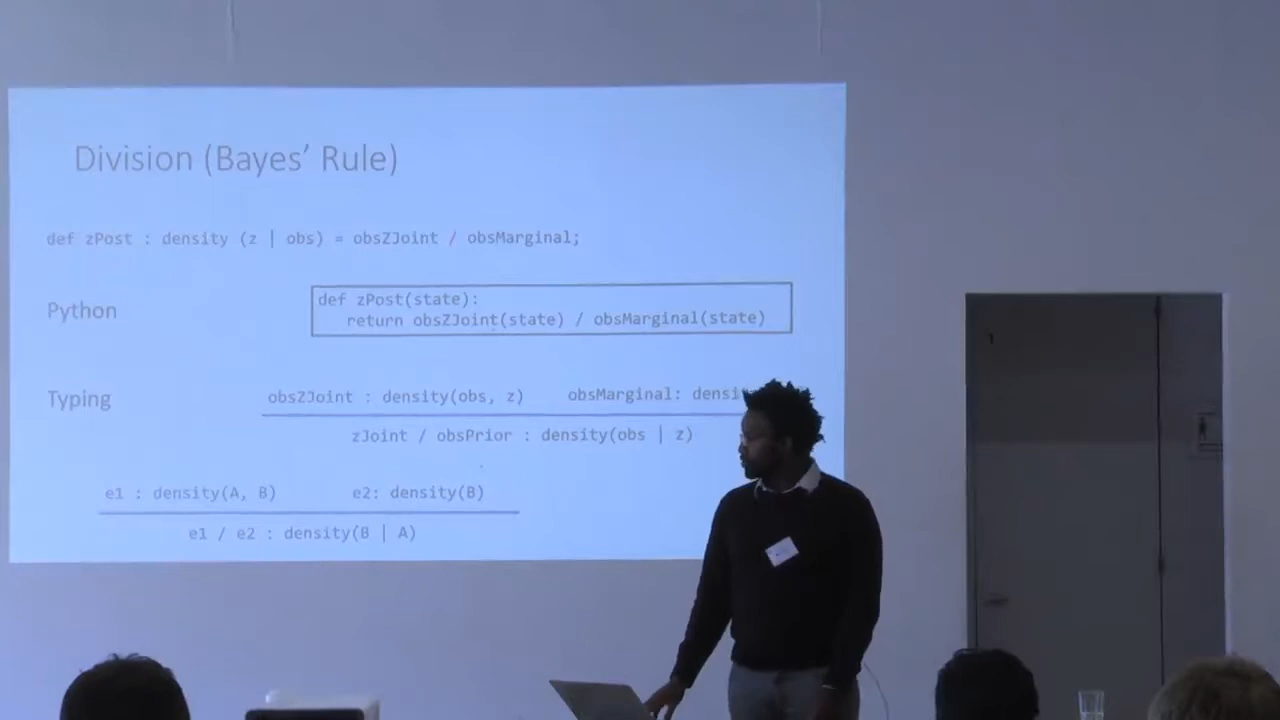 Division (Bayes' Rule)
def zPost : density (z | obs) = obsZJoint / obsMarginal;
Python
def zPost(state):
return obsZJoint(state) / obsMarginal(state)
Typing
obsZJoint : density(obs, z) obsMarginal:
zJoint / obsPrior : density(obs | z)
e1 : density(A, B) e2: density(B)
e1 / e2 : density(B | A)